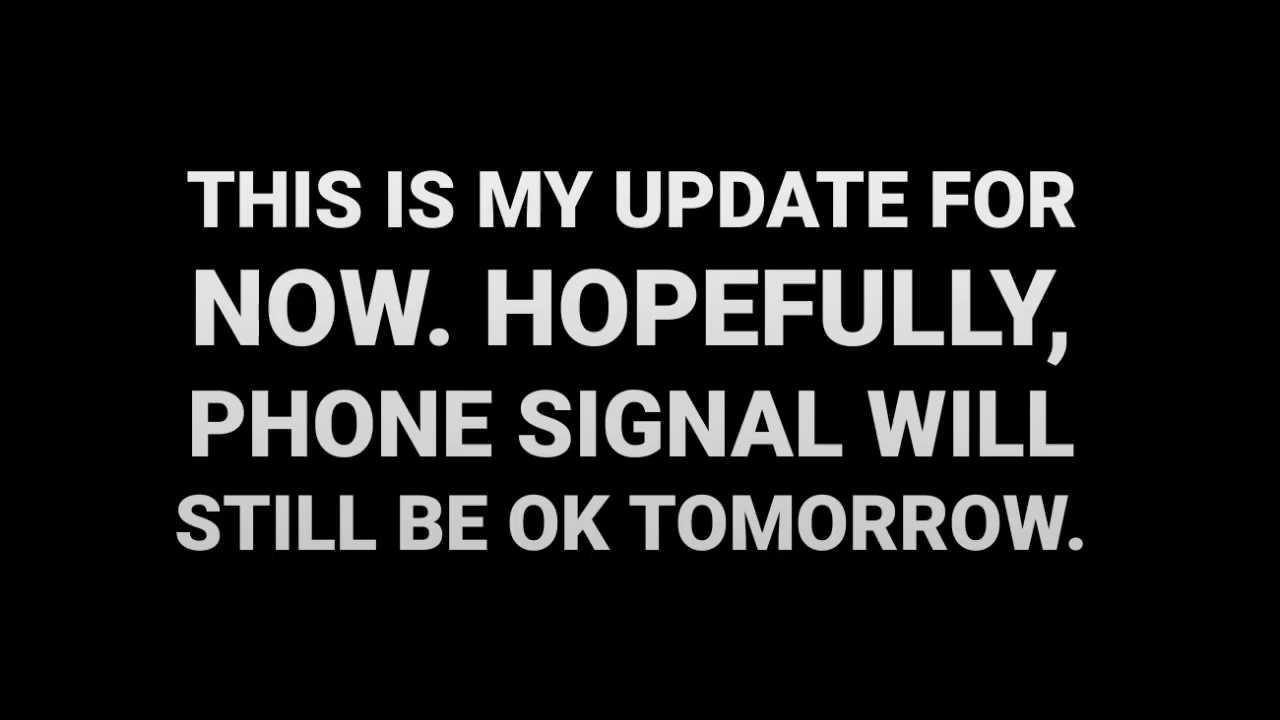 THIS IS MY UPDATE FOR
NOW. HOPEFULLY,
PHONE SIGNAL WILL
STILL BE OK TOMORROW.